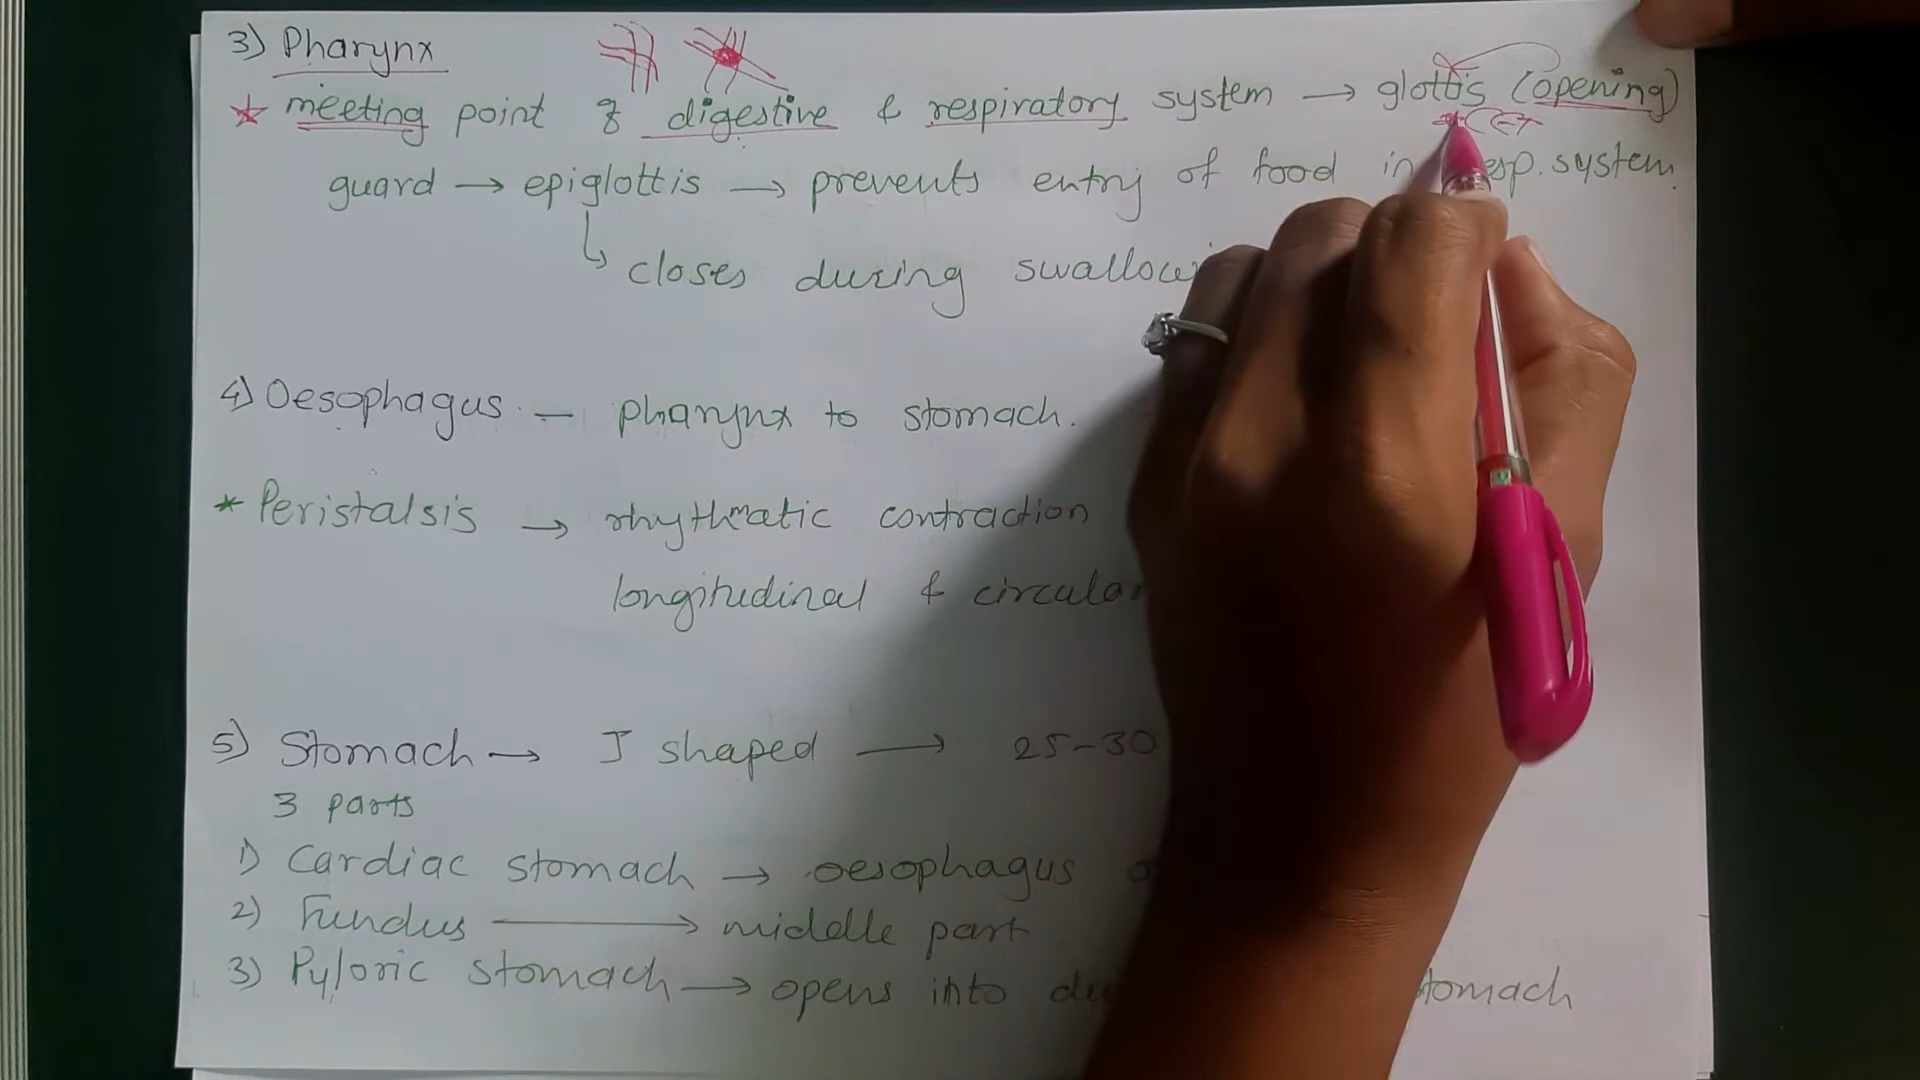 3) Pharynx
* meeting point of digestive & respiratory system → glottis (opening)
guard → epiglottis → prevents entry of food in resp. system.
↳ closes during
4) Oesophagus - pharynx to stomach.
* Peristalsis → rhythmatic contraction
longitudinal & circular
5) Stomach → J shaped → 25-30
3 parts
1) Cardiac stomach → oesophagus
2) Fundus → middle part
3) Pyloric stomach → opens into stomach